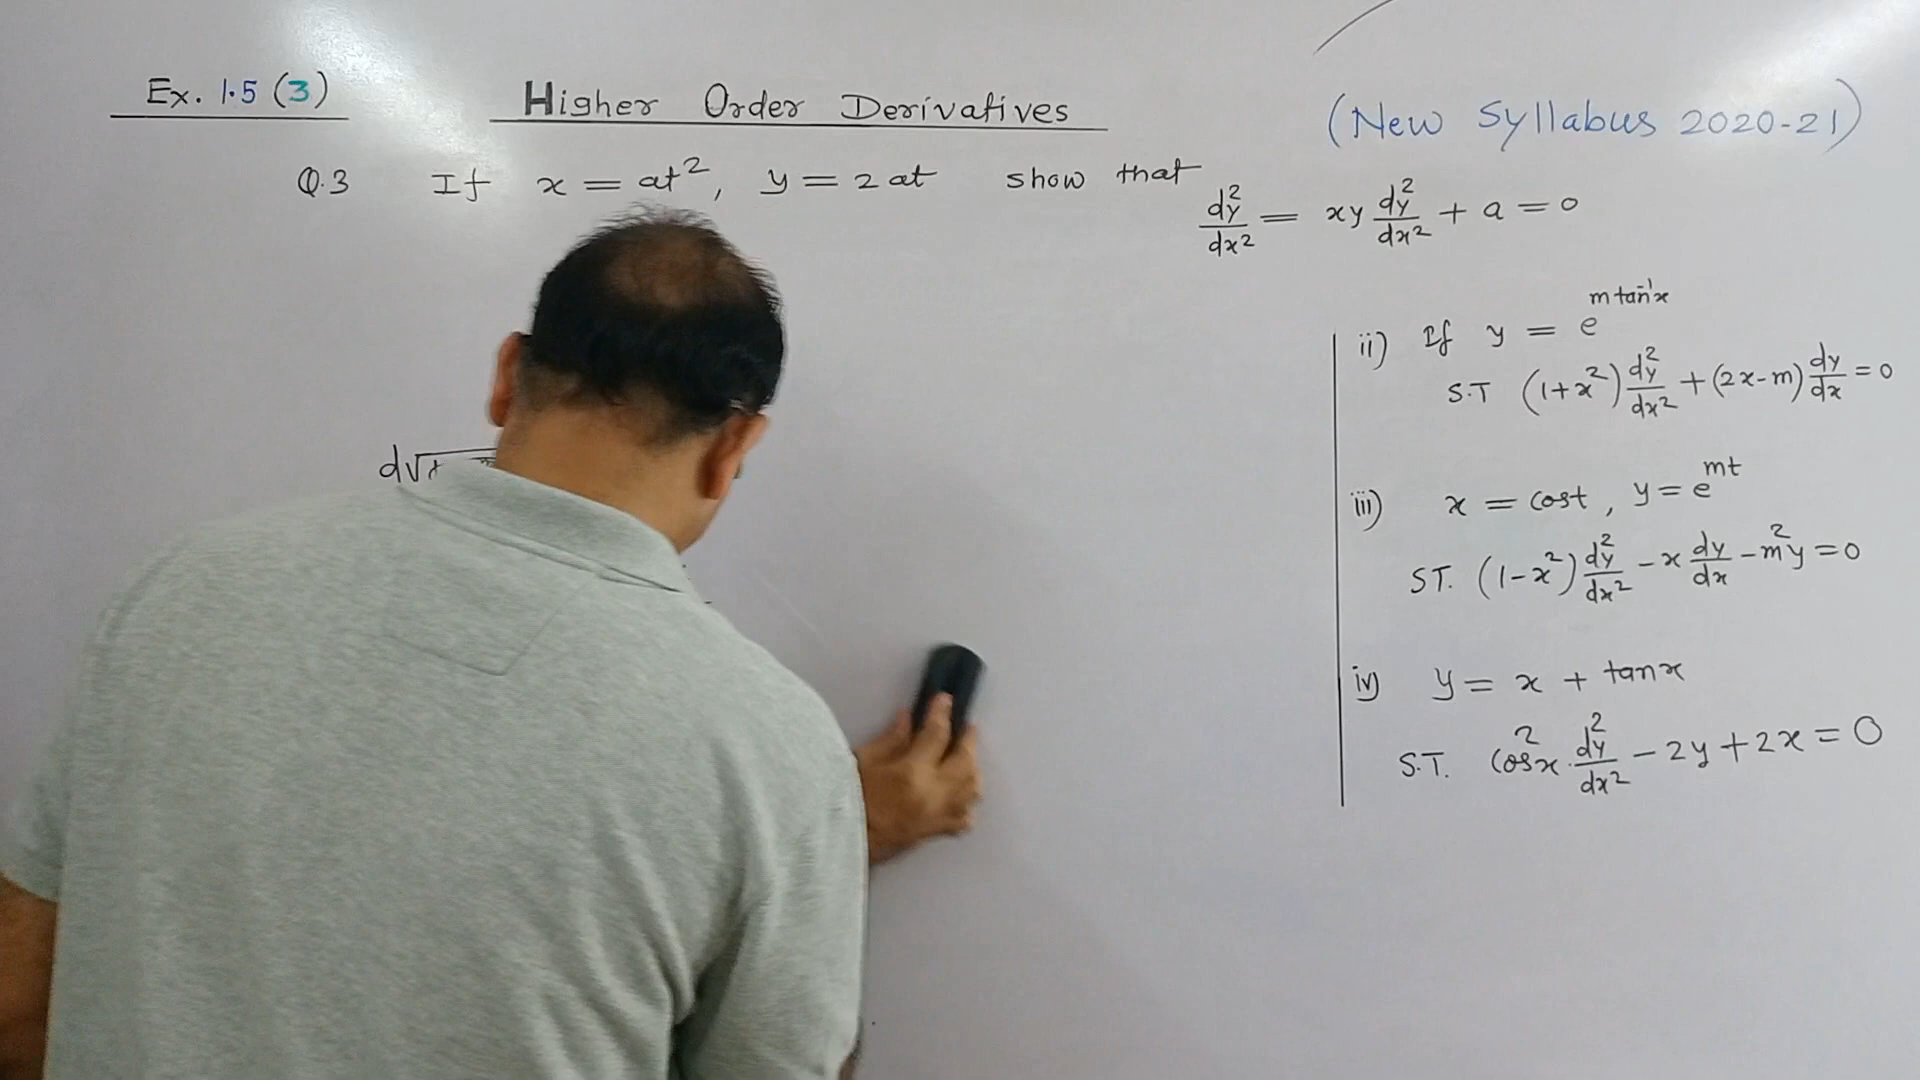 Ex. 1.5 (3)
Higher Order Derivatives
(New Syllabus 2020-21)
Q.3 If x = at², y = 2at show that
d²y/dx² = xy d²y/dx² + a = 0
ii) If y = e^(m tan⁻¹x)
S.T (1+x²) d²y/dx² + (2x-m) dy/dx = 0
iii) x = cost, y = e^(mt)
ST. (1-x²) d²y/dx² - x dy/dx - m²y = 0
iv) y = x + tanx
S.T. cos²x . d²y/dx² - 2y + 2x = 0